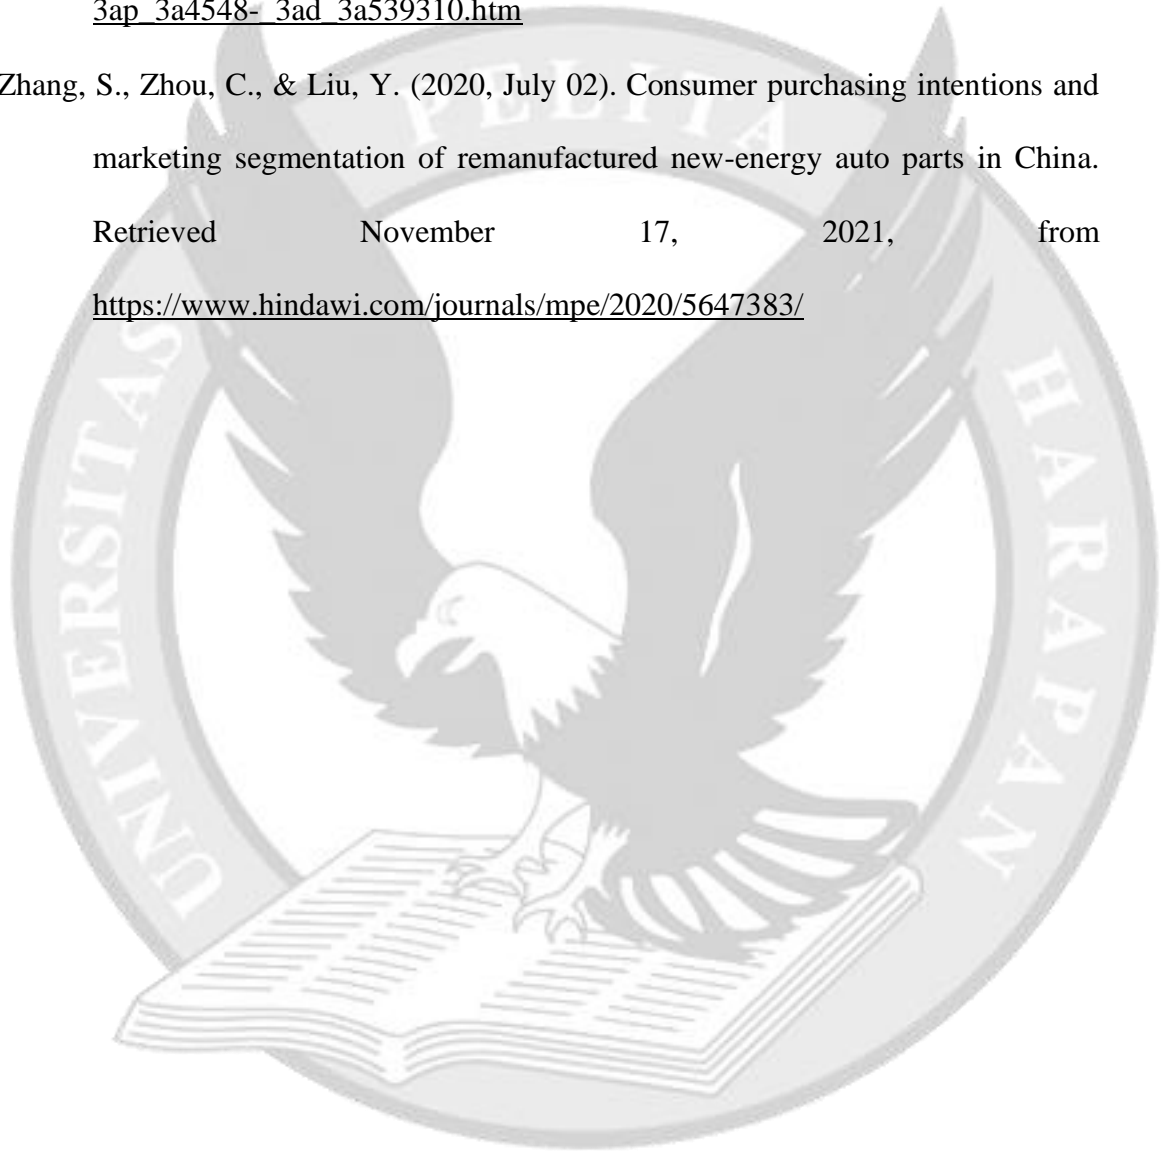 3ap_3a4548-_3ad_3a539310.htm
Zhang, S., Zhou, C., & Liu, Y. (2020, July 02). Consumer purchasing intentions and
marketing segmentation of remanufactured new-energy auto parts in China.
Retrieved November 17, 2021, from
https://www.hindawi.com/journals/mpe/2020/5647383/
UNIVERSITAS PELITA HARAPAN